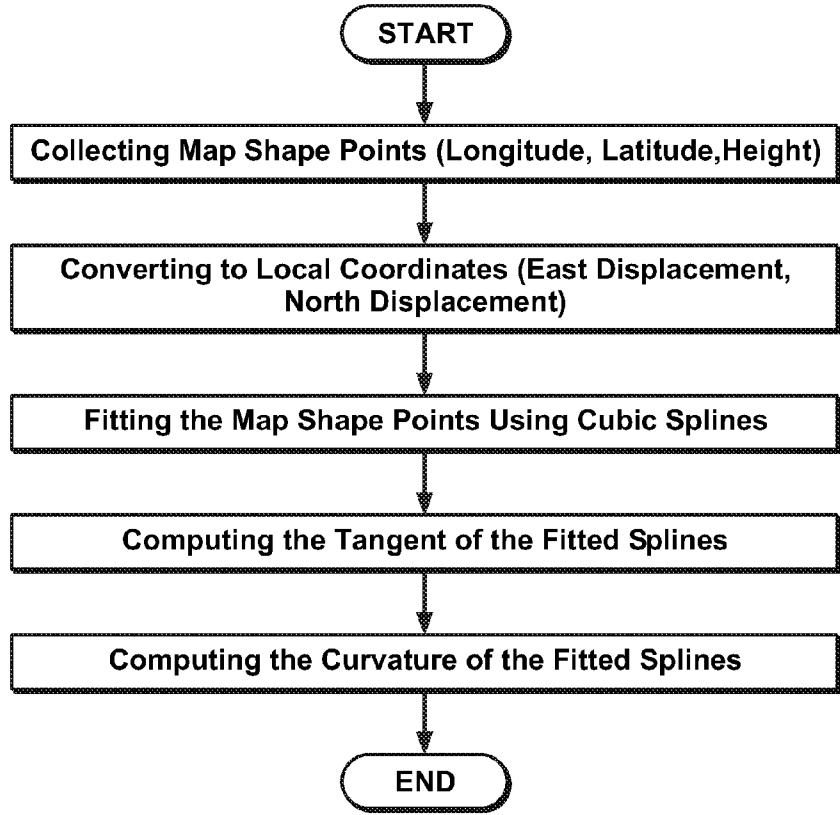 START
Collecting Map Shape Points (Longitude, Latitude,Height)
Converting to Local Coordinates (East Displacement,
North Displacement)
Fitting the Map Shape Points Using Cubic Splines
Computing the Tangent of the Fitted Splines
Computing the Curvature of the Fitted Splines
END